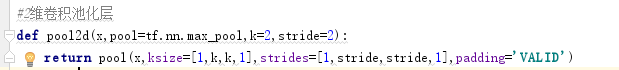 #2维卷积池化层
def pool2d(x,pool=tf.nn.max_pool,k=2,stride=2):
    return pool(x,ksize=[1,k,k,1],strides=[1,stride,stride,1],padding='VALID')